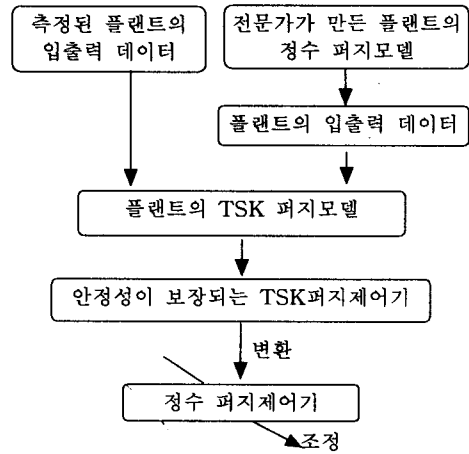 측정된 플랜트의
입출력 데이터
전문가가 만든 플랜트의
정수 퍼지모델
플랜트의 입출력 데이터
플랜트의 TSK 퍼지모델
안정성이 보장되는 TSK퍼지제어기
변환
정수 퍼지제어기
조정